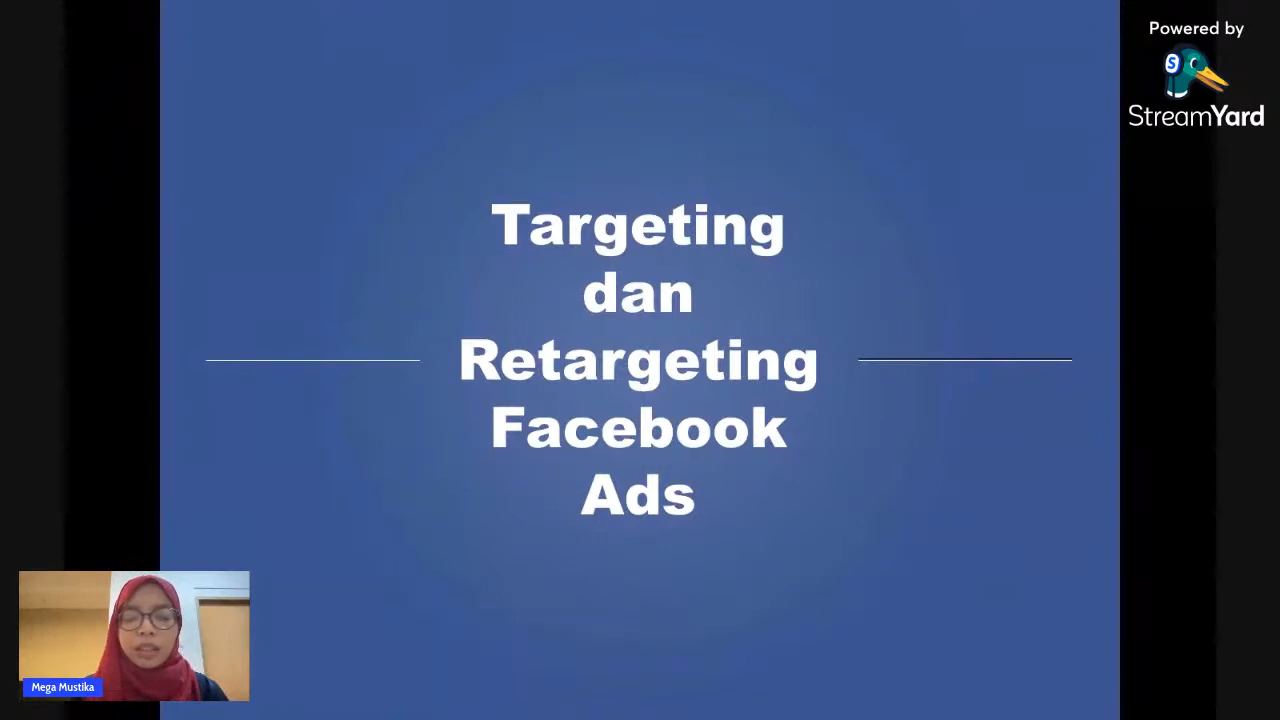 Powered by
StreamYard
Targeting
dan
Retargeting
Facebook
Ads
Mega Mustika